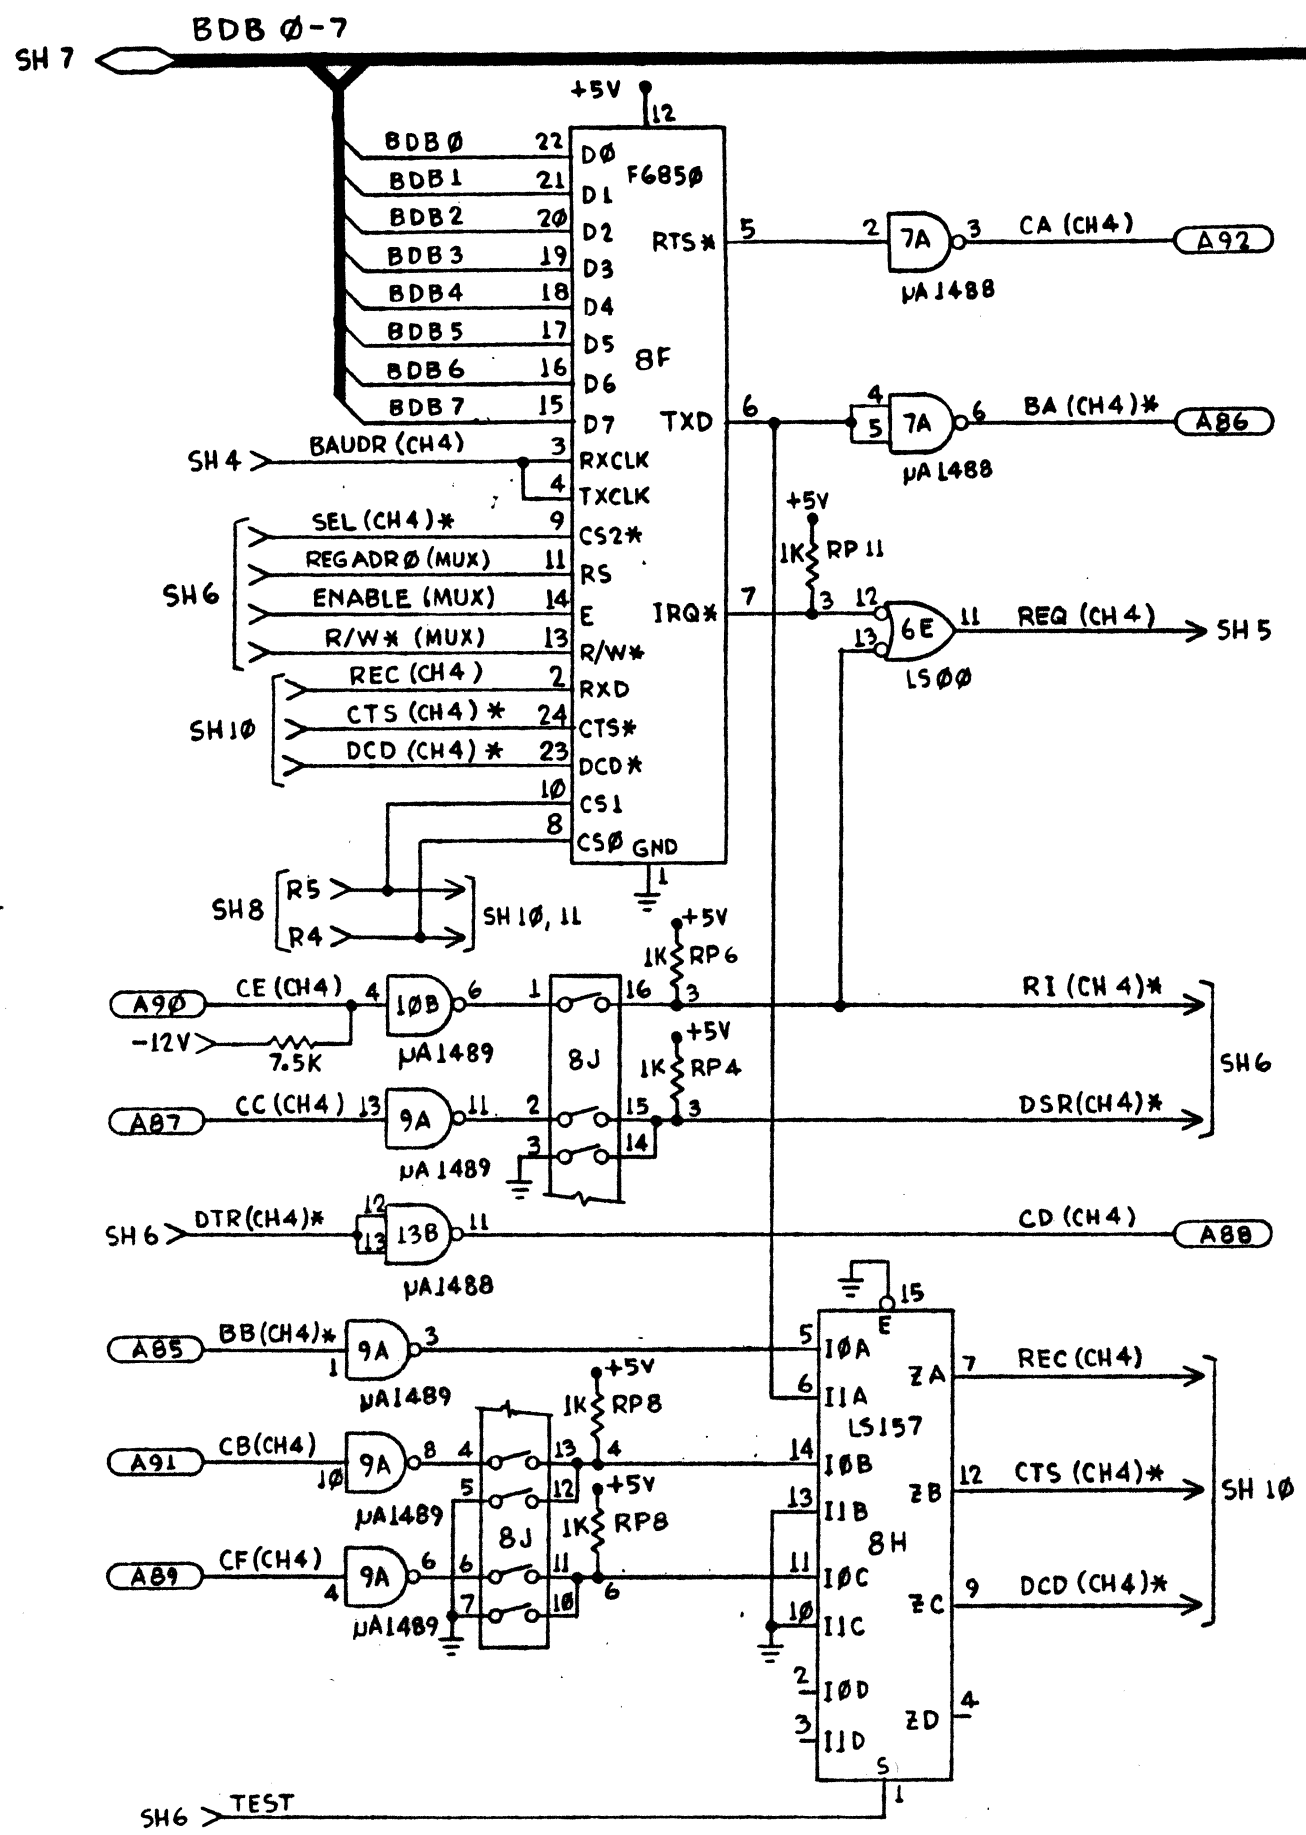 BDB Ø-7
SH 7
+5V
12
BDBØ 22 DØ
F685Ø
BDB1 21 D1
BDB2 20 D2
RTS* 5 2 7A 3 CA (CH4) A92
µA1488
BDB3 19 D3
BDB4 18 D4
BDB5 17 D5
8F
BDB6 16 D6
BDB7 15 D7
TXD 6 4 5 7A 6 BA (CH4)* A86
µA1488
SH4 BAUDR (CH4) 3 RXCLK
4 TXCLK
SH6
SEL (CH4)* 9 CS2*
REGADRØ (MUX) 11 RS
ENABLE (MUX) 14 E
R/W* (MUX) 13 R/W*
+5V
1K RP 11
IRQ* 7 3 12 13 6E 11 REQ (CH4) SH5
LSØØ
SH1Ø
REC (CH4) 2 RXD
CTS (CH4)* 24 CTS*
DCD (CH4)* 23 DCD*
1Ø CS1
8 CSØ
GND
1
SH8
R5
R4
SH 1Ø, 11
+5V
1K RP6
A9Ø CE (CH4) 4 1ØB 6 1 16 3 RI (CH4)*
-12V
7.5K
µA1489
8J
+5V
1K RP4
SH6
A87 CC (CH4) 13 9A 11 2 15 3 DSR(CH4)*
3 14
µA1489
SH6 DTR(CH4)* 12 13 13B 11 CD (CH4) A88
µA1488
15
E
A85 BB(CH4)* 1 9A 3 5 IØA
µA1489
ZA 7 REC(CH4)
6 I1A
LS157
+5V
1K RP8
A91 CB(CH4) 1Ø 9A 8 4 13 4 14 IØB
5 12
µA1489
ZB 12 CTS (CH4)*
13 I1B
SH 1Ø
8J
+5V
1K RP8
8H
A89 CF(CH4) 4 9A 6 6 11 6 11 IØC
7 1Ø
µA1489
ZC 9 DCD (CH4)*
1Ø I1C
2 IØD
ZD 4
3 I1D
S
1
SH6 TEST